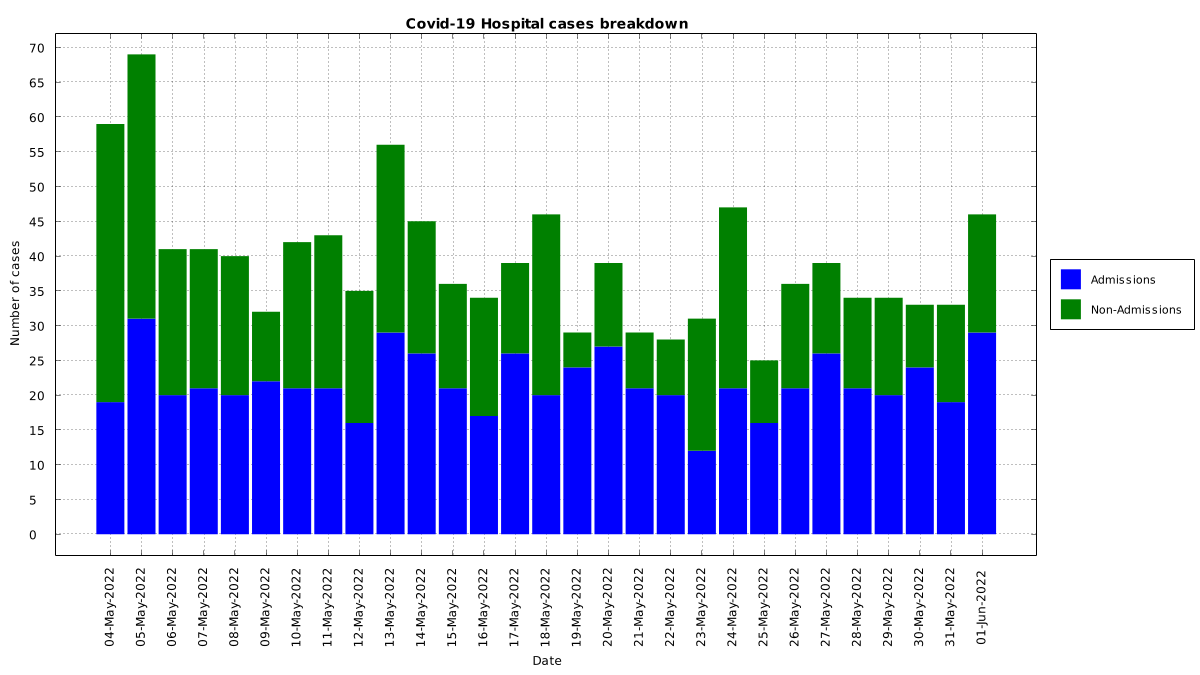 Covid-19 Hospital cases breakdown
70
65
60
55
50
45
40
35
30
25
20
15
10
5
0
Number of cases
Admissions
Non-Admissions
04-May-2022
05-May-2022
06-May-2022
07-May-2022
08-May-2022
09-May-2022
10-May-2022
11-May-2022
12-May-2022
13-May-2022
14-May-2022
15-May-2022
16-May-2022
17-May-2022
18-May-2022
19-May-2022
20-May-2022
21-May-2022
22-May-2022
23-May-2022
24-May-2022
25-May-2022
26-May-2022
27-May-2022
28-May-2022
29-May-2022
30-May-2022
31-May-2022
01-Jun-2022
Date